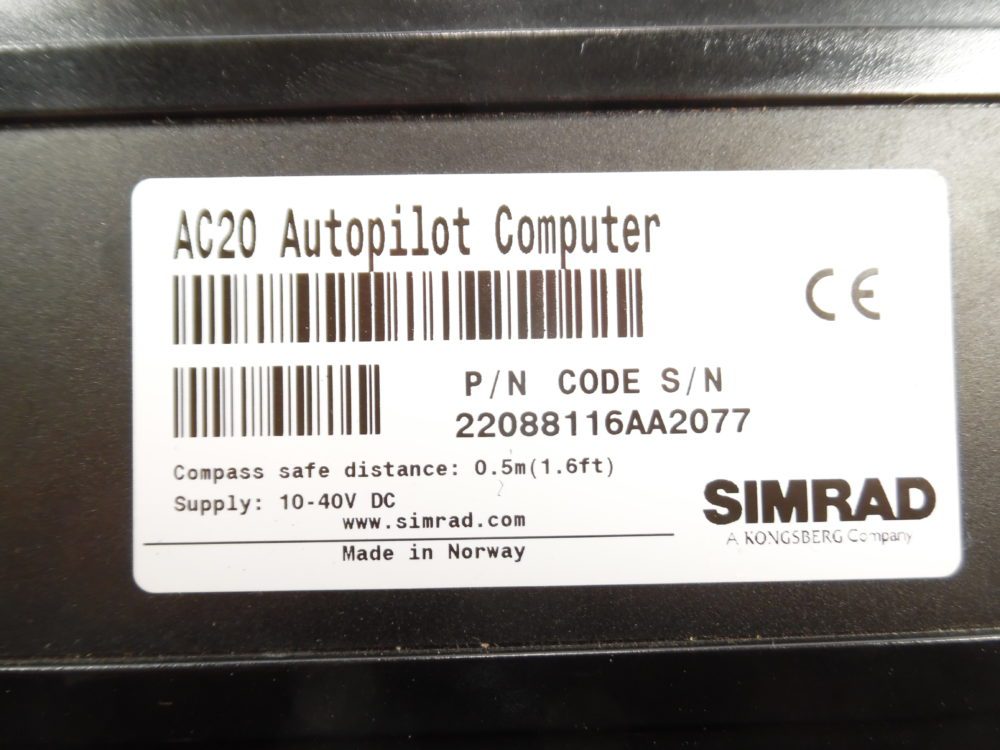 AC20 Autopilot Computer
CE
P/N CODE S/N
22088116AA2077
Compass safe distance: 0.5m(1.6ft)
Supply: 10-40V DC
www.simrad.com
Made in Norway
SIMRAD
A KONGSBERG Company